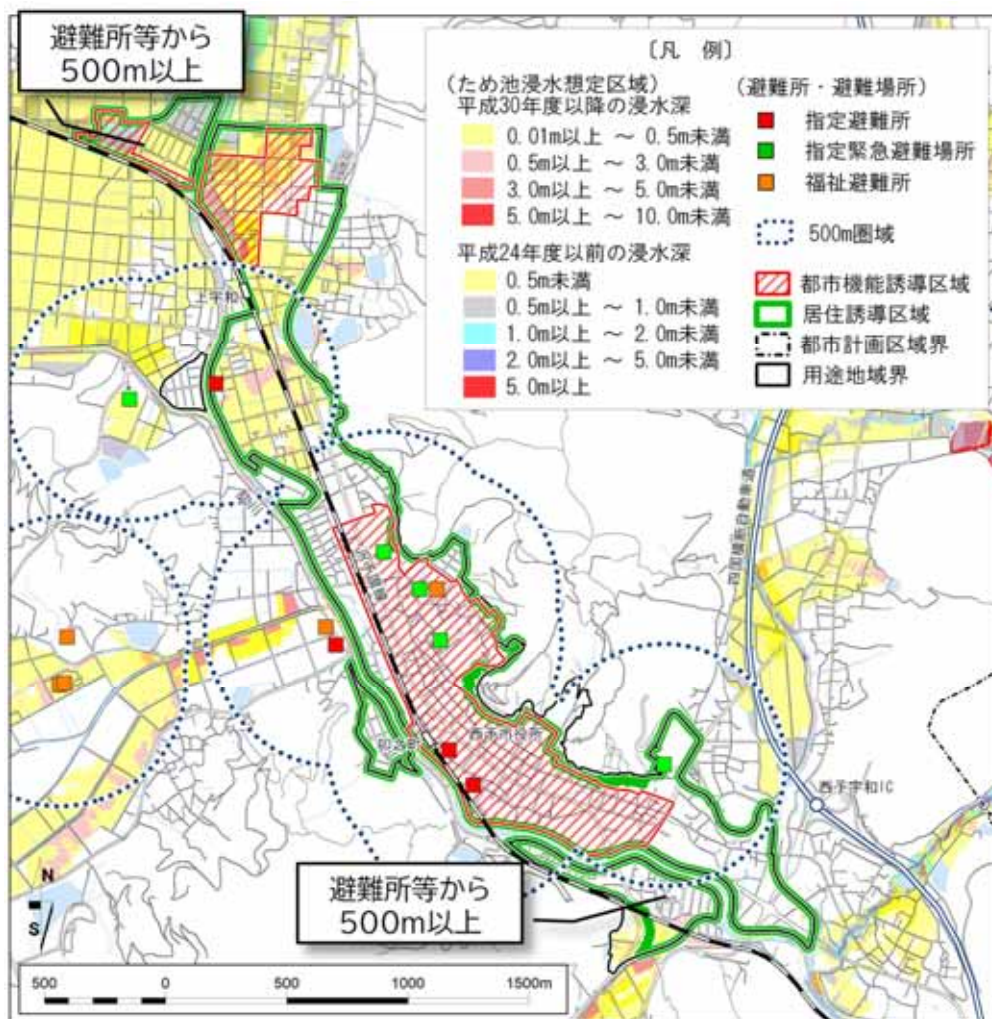 避難所等から
500m以上
〔凡 例〕
(ため池浸水想定区域)
平成30年度以降の浸水深
0.01m以上 ～ 0.5m未満
0.5m以上 ～ 3.0m未満
3.0m以上 ～ 5.0m未満
5.0m以上 ～ 10.0m未満
平成24年度以前の浸水深
0.5m未満
0.5m以上 ～ 1.0m未満
1.0m以上 ～ 2.0m未満
2.0m以上 ～ 5.0m未満
5.0m以上
(避難所・避難場所)
指定避難所
指定緊急避難場所
福祉避難所
500m圏域
都市機能誘導区域
居住誘導区域
都市計画区域界
用途地域界
上宇和
四国横断自動車道
西予市役所
卯之町
西予宇和IC
避難所等から
500m以上
N
S
500 0 500 1000 1500m